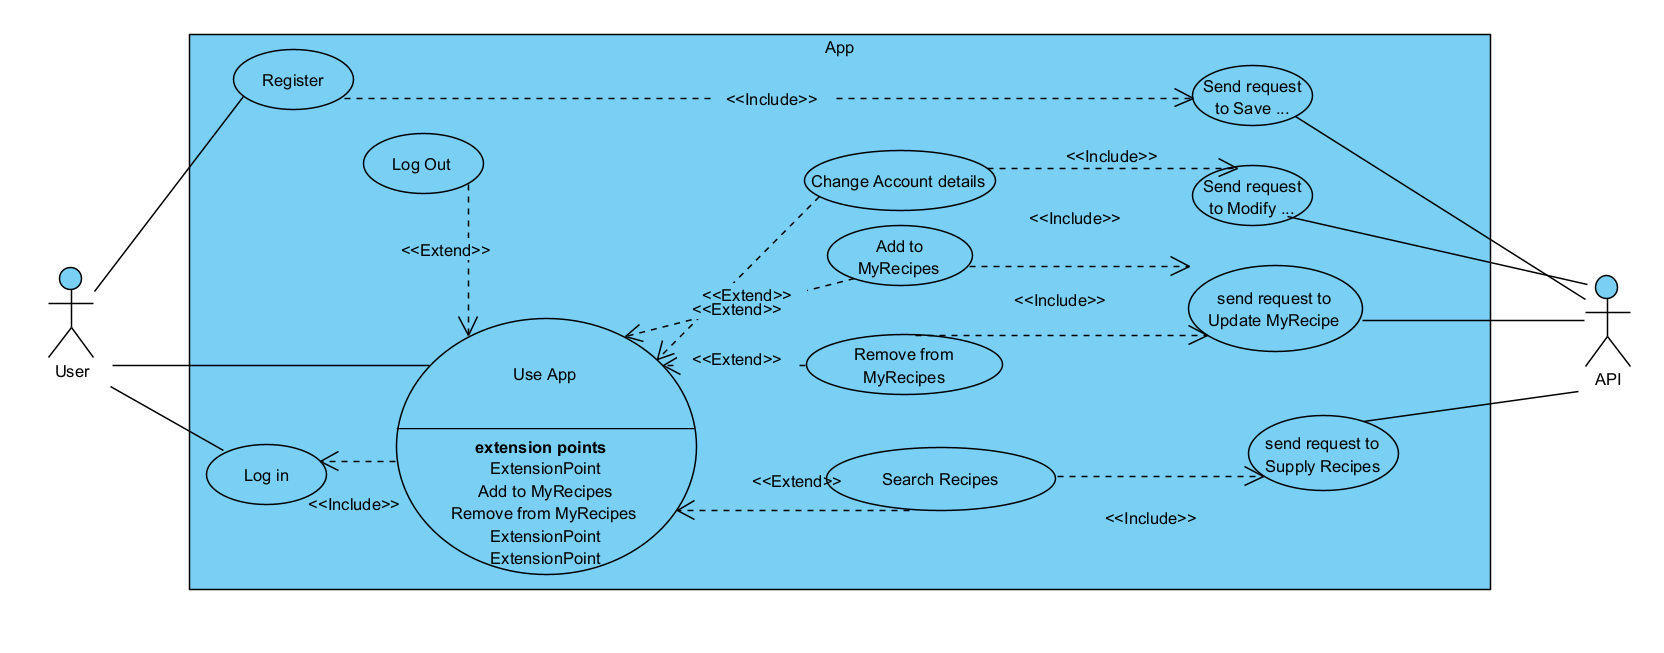 App
Register
<<Include>>
Send request
to Save ...
Log Out
<<Include>>
Change Account details
Send request
to Modify ...
<<Extend>>
<<Include>>
Add to
MyRecipes
<<Extend>>
<<Extend>>
<<Include>>
send request to
Update MyRecipe
User
Use App
<<Extend>>
Remove from
MyRecipes
API
extension points
ExtensionPoint
Add to MyRecipes
Remove from MyRecipes
ExtensionPoint
ExtensionPoint
Log in
<<Include>>
<<Extend>>
Search Recipes
send request to
Supply Recipes
<<Include>>